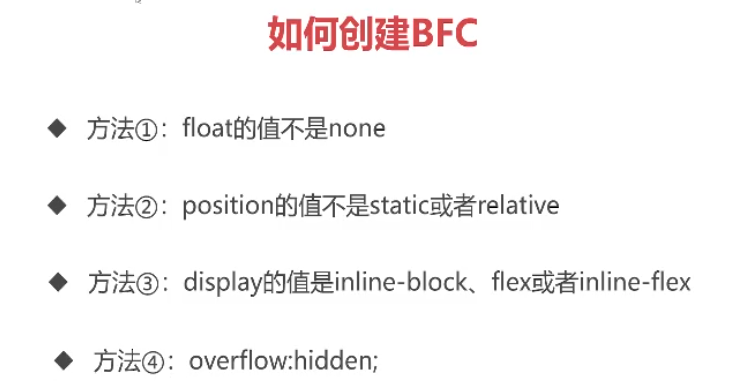 如何创建BFC
◆ 方法①：float的值不是none
◆ 方法②：position的值不是static或者relative
◆ 方法③：display的值是inline-block、flex或者inline-flex
◆ 方法④：overflow:hidden;